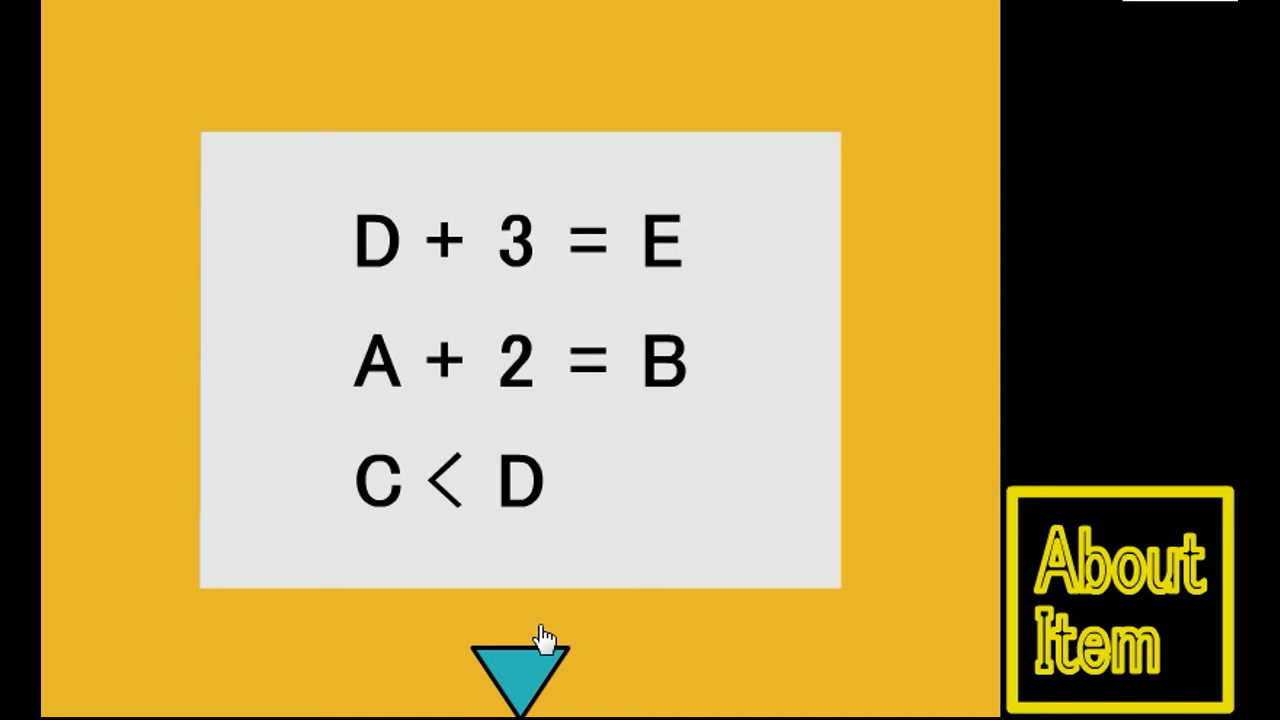 D + 3 = E
A + 2 = B
C < D
About
Item